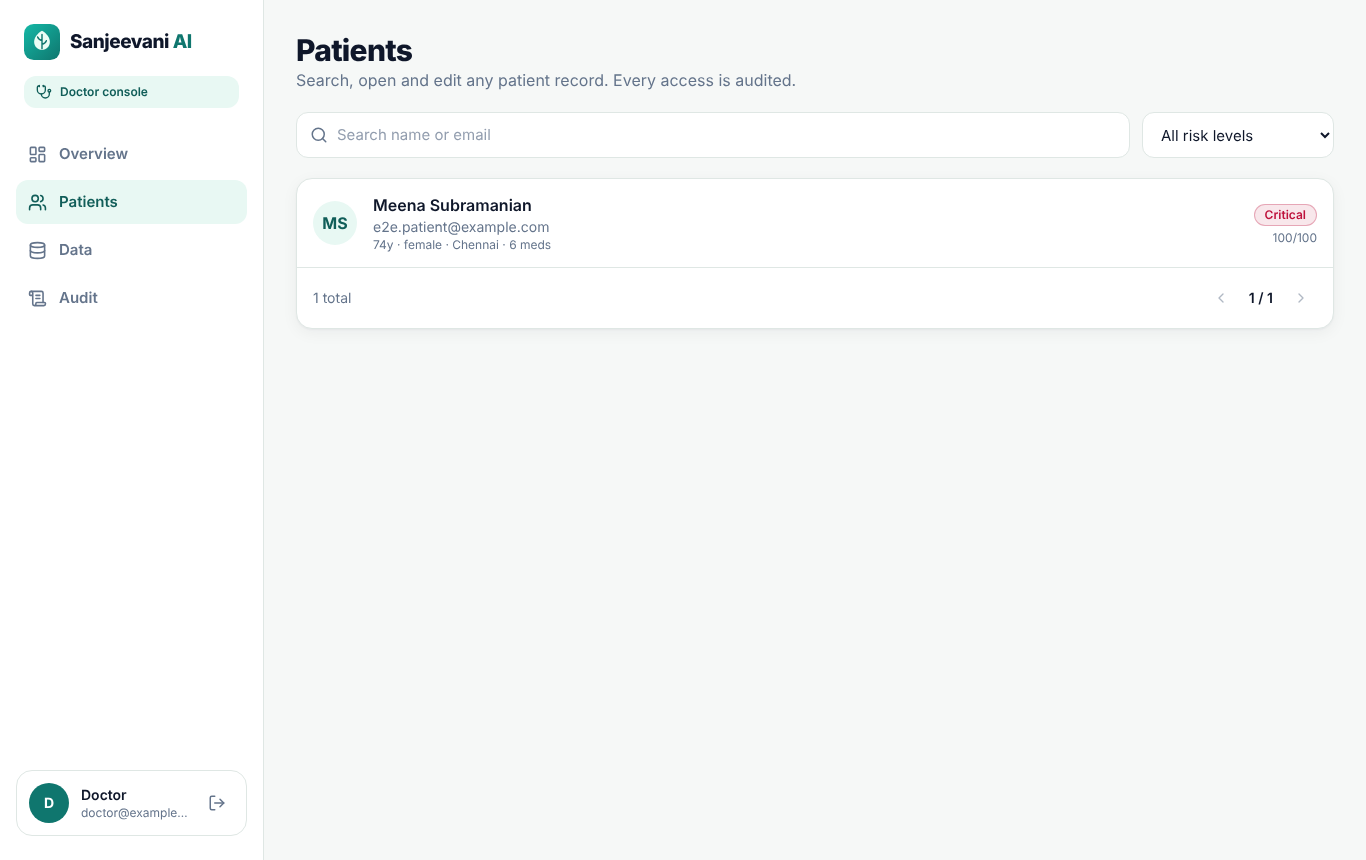 Sanjeevani AI
Doctor console
Overview
Patients
Data
Audit
Doctor
doctor@example...
Patients
Search, open and edit any patient record. Every access is audited.
Search name or email
All risk levels
MS
Meena Subramanian
e2e.patient@example.com
74y · female · Chennai · 6 meds
Critical
100/100
1 total
1 / 1
D